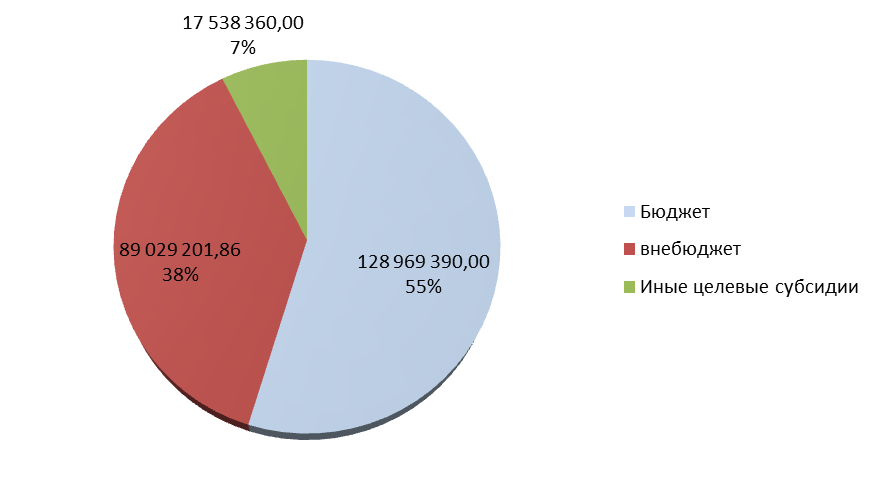 17 538 360,00
7%
89 029 201,86
38%
128 969 390,00
55%
Бюджет
внебюджет
Иные целевые субсидии